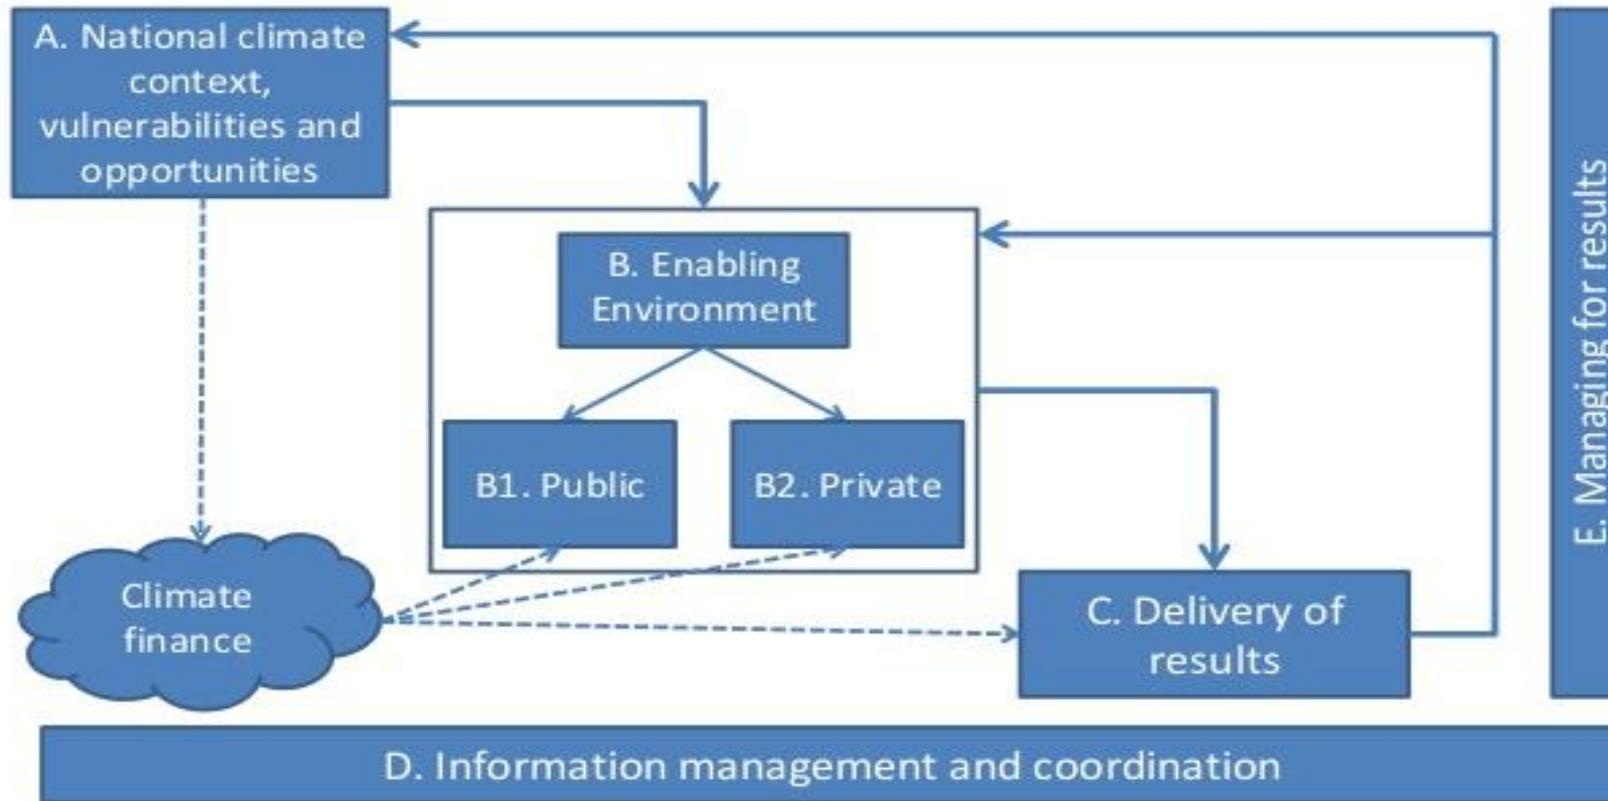 A. National climate
context,
vulnerabilities and
opportunities
B. Enabling
Environment
B1. Public
B2. Private
Climate
finance
C. Delivery of
results
D. Information management and coordination
E. Managing for results